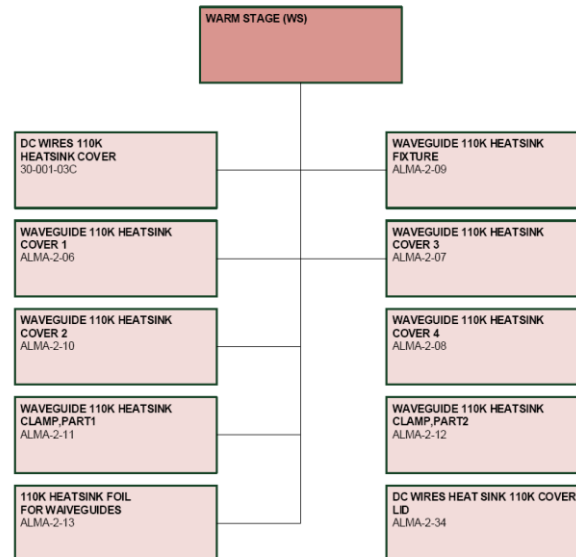 WARM STAGE (WS)
DC WIRES 110K
HEATSINK COVER
30-001-03C
WAVEGUIDE 110K HEATSINK
FIXTURE
ALMA-2-09
WAVEGUIDE 110K HEATSINK
COVER 1
ALMA-2-06
WAVEGUIDE 110K HEATSINK
COVER 3
ALMA-2-07
WAVEGUIDE 110K HEATSINK
COVER 2
ALMA-2-10
WAVEGUIDE 110K HEATSINK
COVER 4
ALMA-2-08
WAVEGUIDE 110K HEATSINK
CLAMP,PART1
ALMA-2-11
WAVEGUIDE 110K HEATSINK
CLAMP,PART2
ALMA-2-12
110K HEATSINK FOIL
FOR WAIVEGUIDES
ALMA-2-13
DC WIRES HEAT SINK 110K COVER
LID
ALMA-2-34